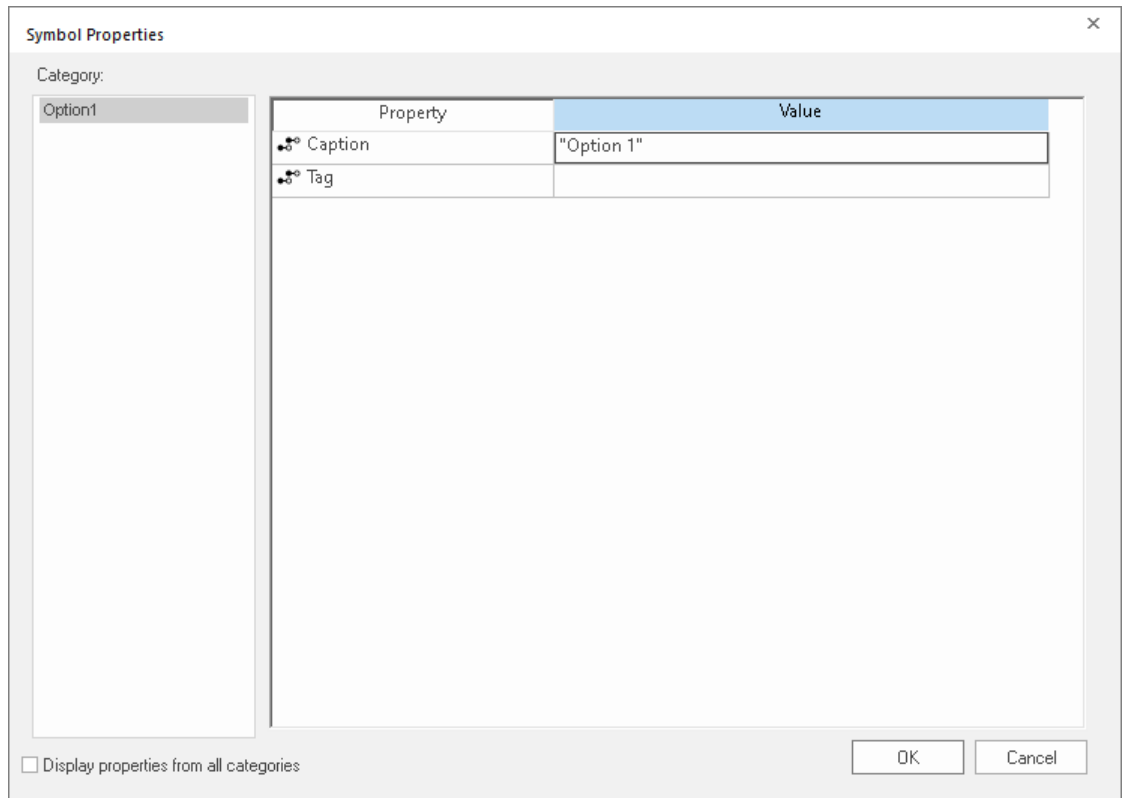 Symbol Properties
Category:
Option1
Property Value
Caption "Option 1"
Tag
Display properties from all categories
OK Cancel